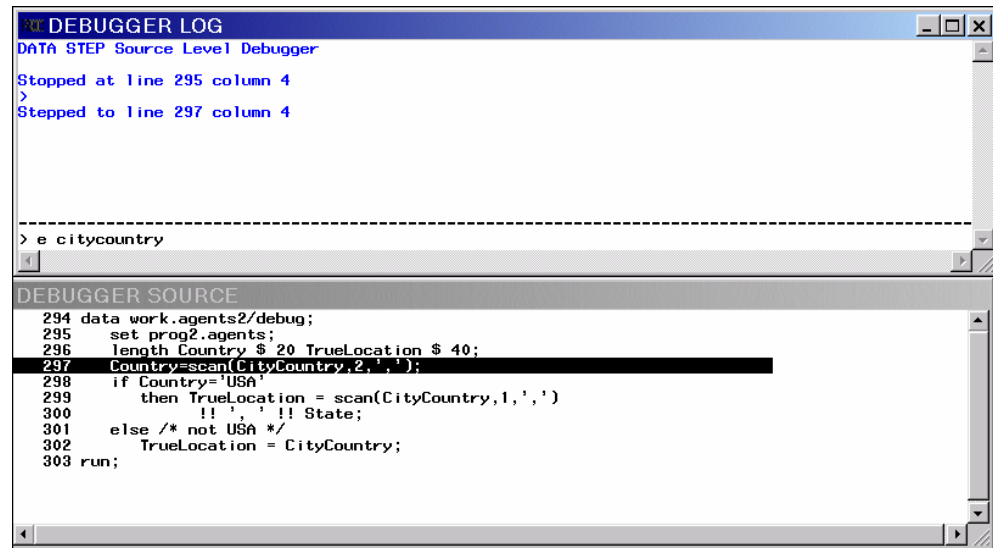 DEBUGGER LOG
DATA STEP Source Level Debugger
Stopped at line 295 column 4
>
Stepped to line 297 column 4
> e citycountry
DEBUGGER SOURCE
294 data work.agents2/debug;
295 set prog2.agents;
296 length Country $ 20 TrueLocation $ 40;
297 Country=scan(CityCountry,2,',');
298 if Country='USA'
299 then TrueLocation = scan(CityCountry,1,',')
300 !! ', ' !! State;
301 else /* not USA */
302 TrueLocation = CityCountry;
303 run;